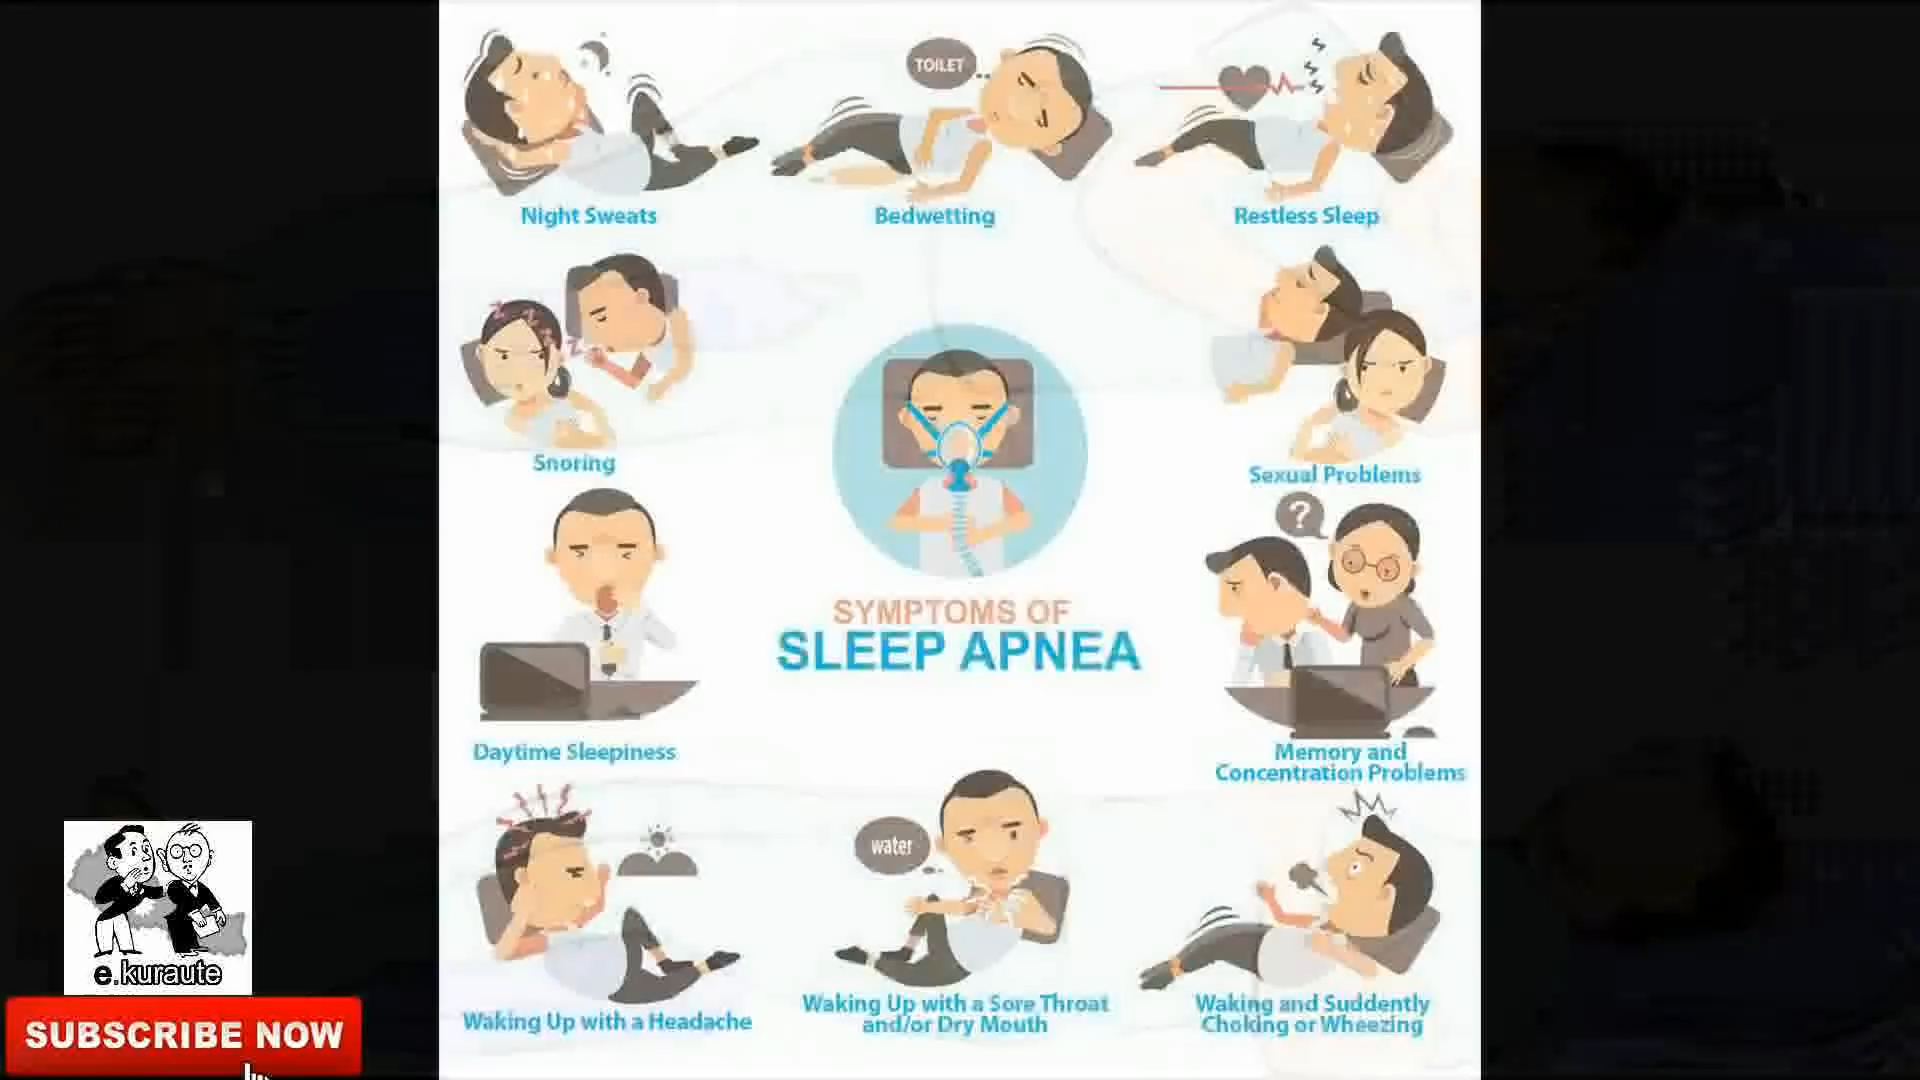 TOILET
Night Sweats
Bedwetting
Restless Sleep
Snoring
Sexual Problems
?
SYMPTOMS OF
SLEEP APNEA
Daytime Sleepiness
Memory and
Concentration Problems
water
Waking Up with a Headache
Waking Up with a Sore Throat
and/or Dry Mouth
Waking and Suddenly
Choking or Wheezing
e.kuraute
SUBSCRIBE NOW